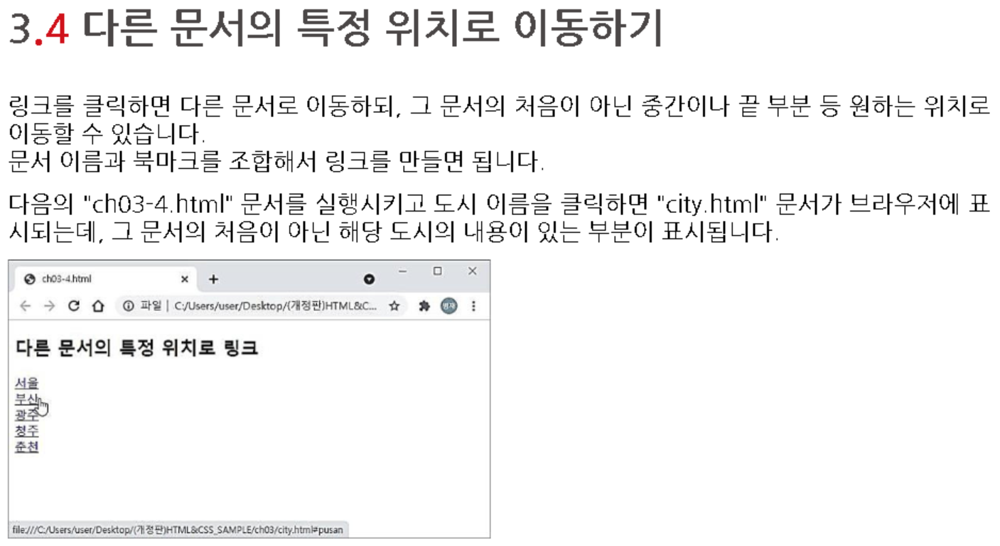 3.4 다른 문서의 특정 위치로 이동하기
링크를 클릭하면 다른 문서로 이동하되, 그 문서의 처음이 아닌 중간이나 끝 부분 등 원하는 위치로
이동할 수 있습니다.
문서 이름과 북마크를 조합해서 링크를 만들면 됩니다.
다음의 "ch03-4.html" 문서를 실행시키고 도시 이름을 클릭하면 "city.html" 문서가 브라우저에 표
시되는데, 그 문서의 처음이 아닌 해당 도시의 내용이 있는 부분이 표시됩니다.
ch03-4.html
파일 | C:/Users/user/Desktop/(개정판)HTML&C...
다른 문서의 특정 위치로 링크
서울
부산
광주
청주
춘천
file:///C:/Users/user/Desktop/(개정판)HTML&CSS_SAMPLE/ch03/city.html#pusan